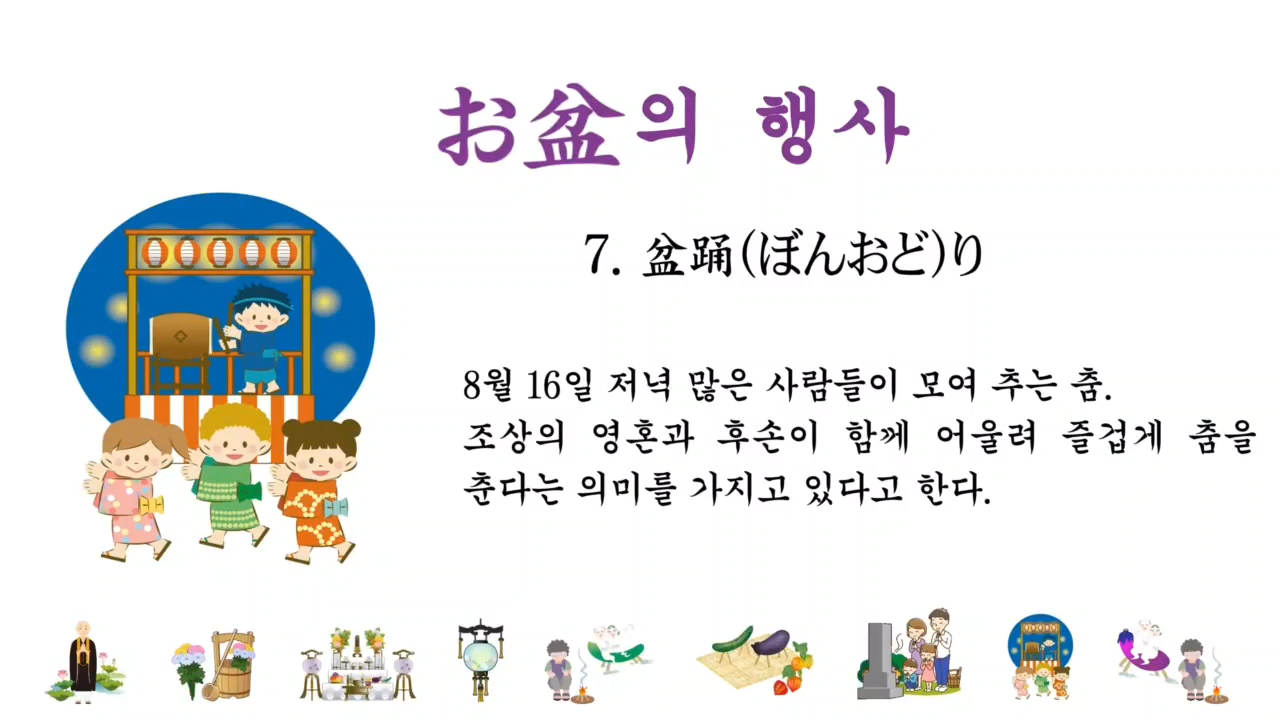 お盆의 행사
7. 盆踊(ぼんおど)り
8월 16일 저녁 많은 사람들이 모여 추는 춤.
조상의 영혼과 후손이 함께 어울려 즐겁게 춤을
춘다는 의미를 가지고 있다고 한다.